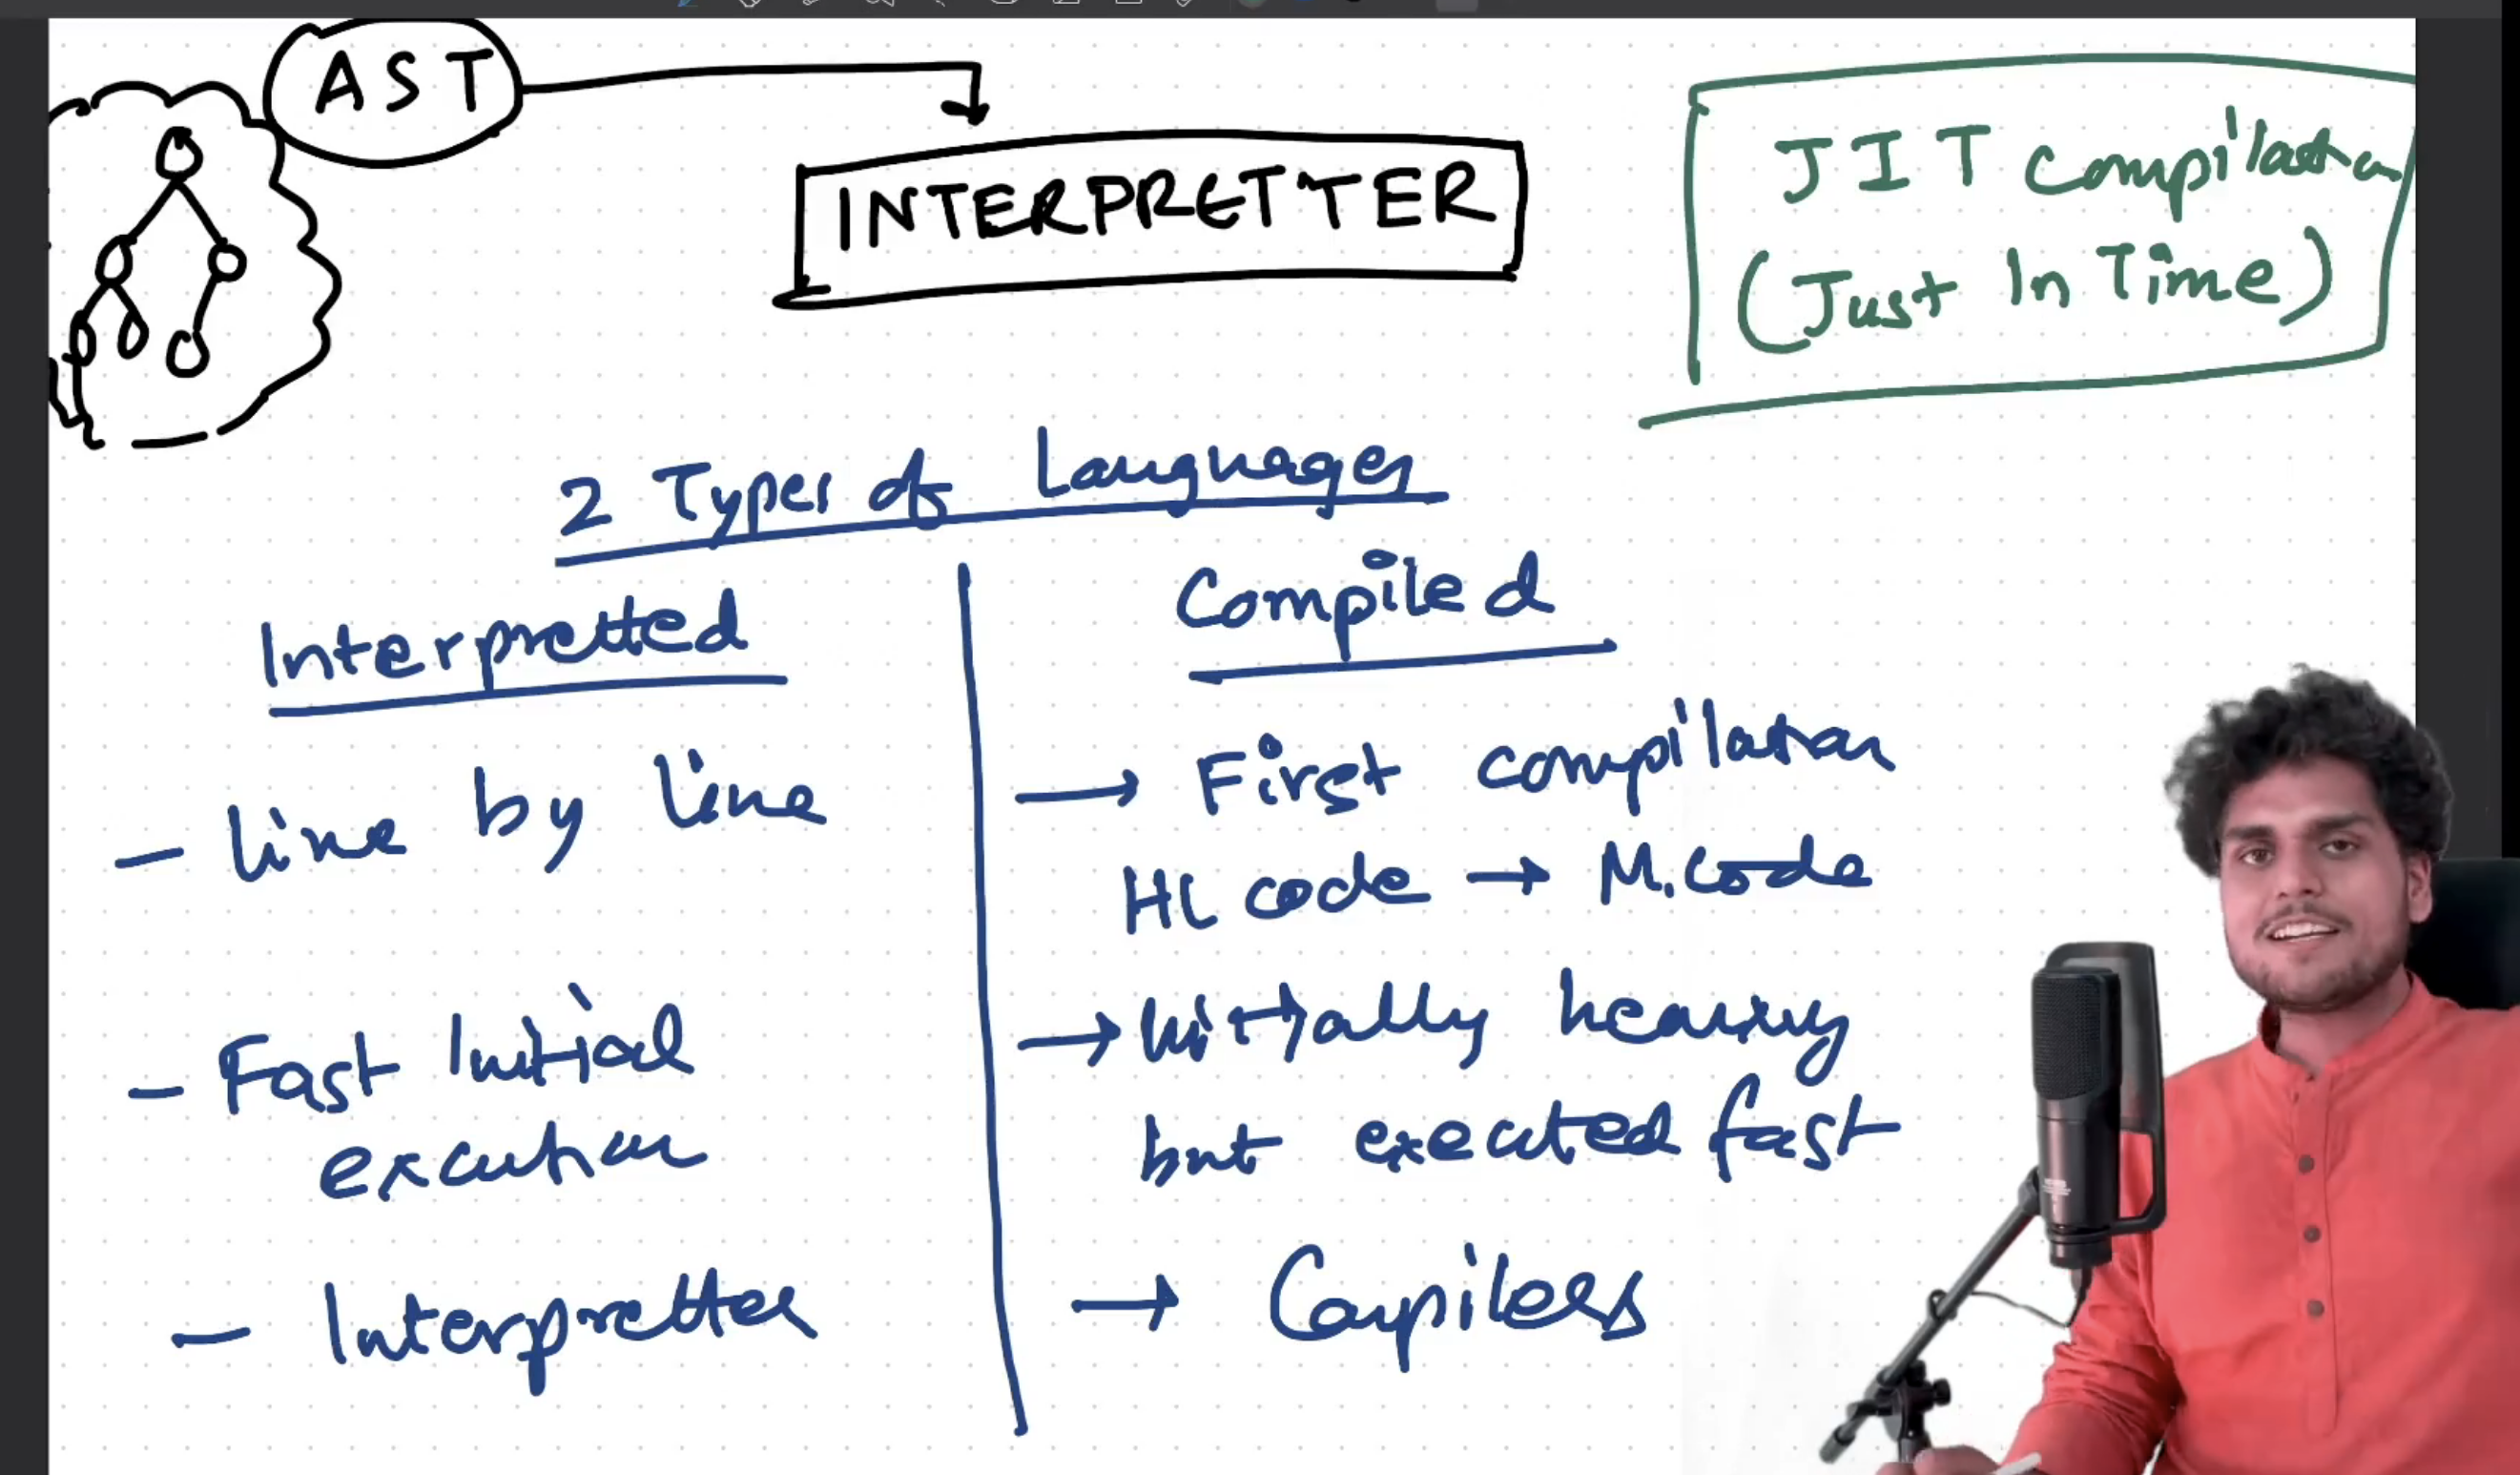 AST
INTERPRETTER
JIT compilation
(Just In Time)
2 Types of Languages
Interpretted
- line by line
- Fast Initial
execution
- Interpretter
Compiled
→ First compilation
HL code → M.code
→ Initially heavy
but executed fast
→ Compilers